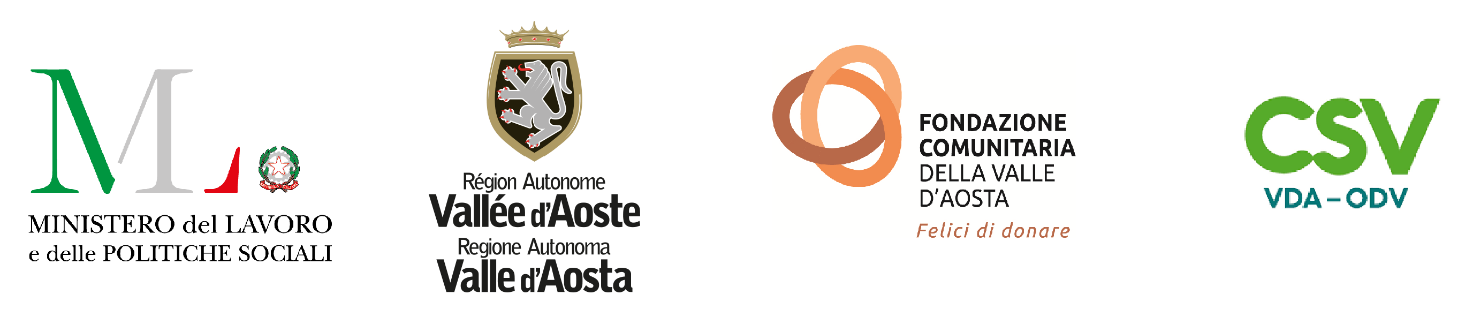 ML
MINISTERO del LAVORO
e delle POLITICHE SOCIALI
Région Autonome
Vallée d'Aoste
Regione Autonoma
Valle d'Aosta
FONDAZIONE
COMUNITARIA
DELLA VALLE
D'AOSTA
Felici di donare
CSV
VDA – ODV